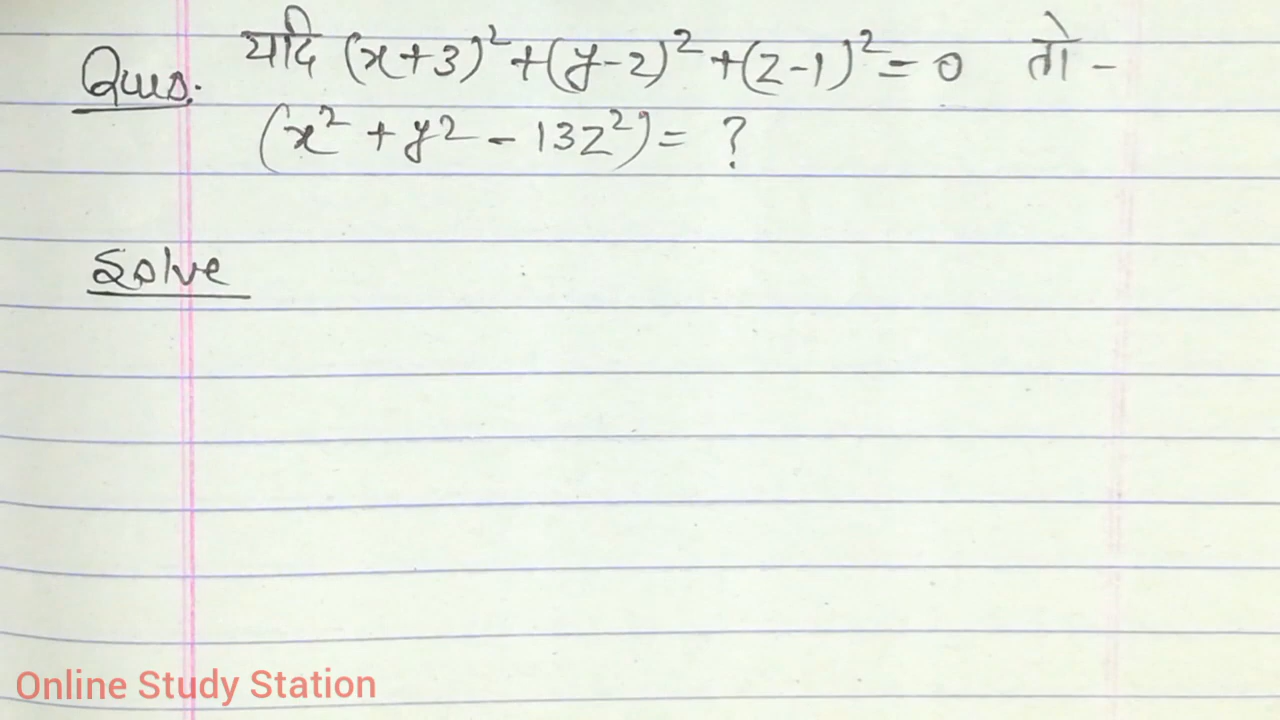 Ques. यदि (x+3)² + (y-2)² + (z-1)² = 0 तो -
(x² + y2 - 13z²) = ?
Solve
Online Study Station